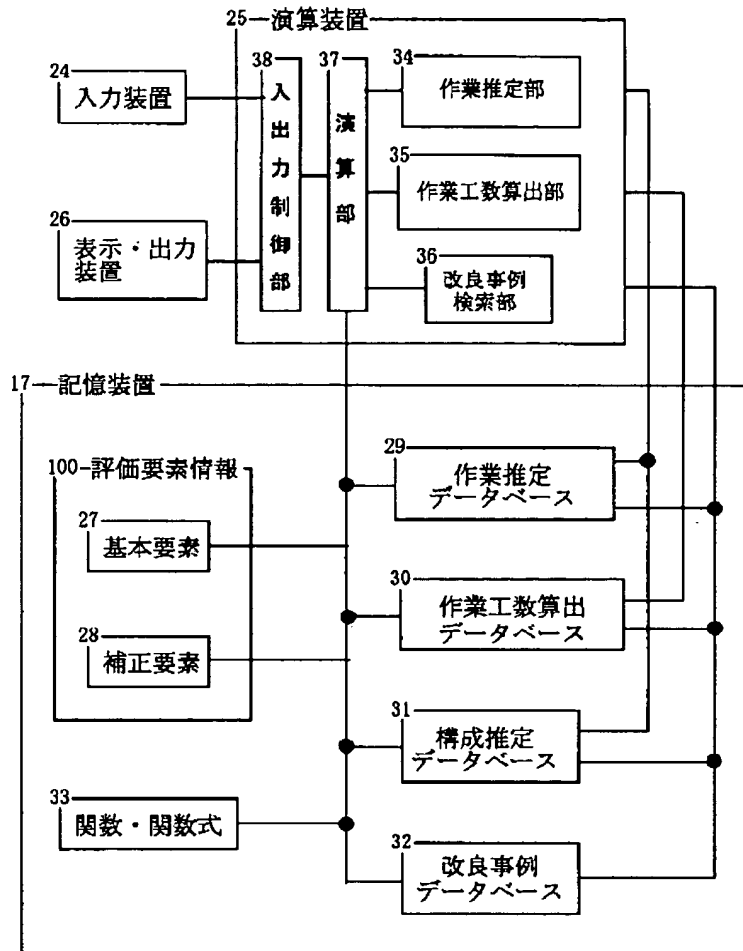 25 演算装置
24
入力装置
38
入出力制御部
37
演算部
34
作業推定部
35
作業工数算出部
26
表示・出力
装置
36
改良事例
検索部
17 記憶装置
100 評価要素情報
27
基本要素
28
補正要素
33
関数・関数式
29
作業推定
データベース
30
作業工数算出
データベース
31
構成推定
データベース
32
改良事例
データベース